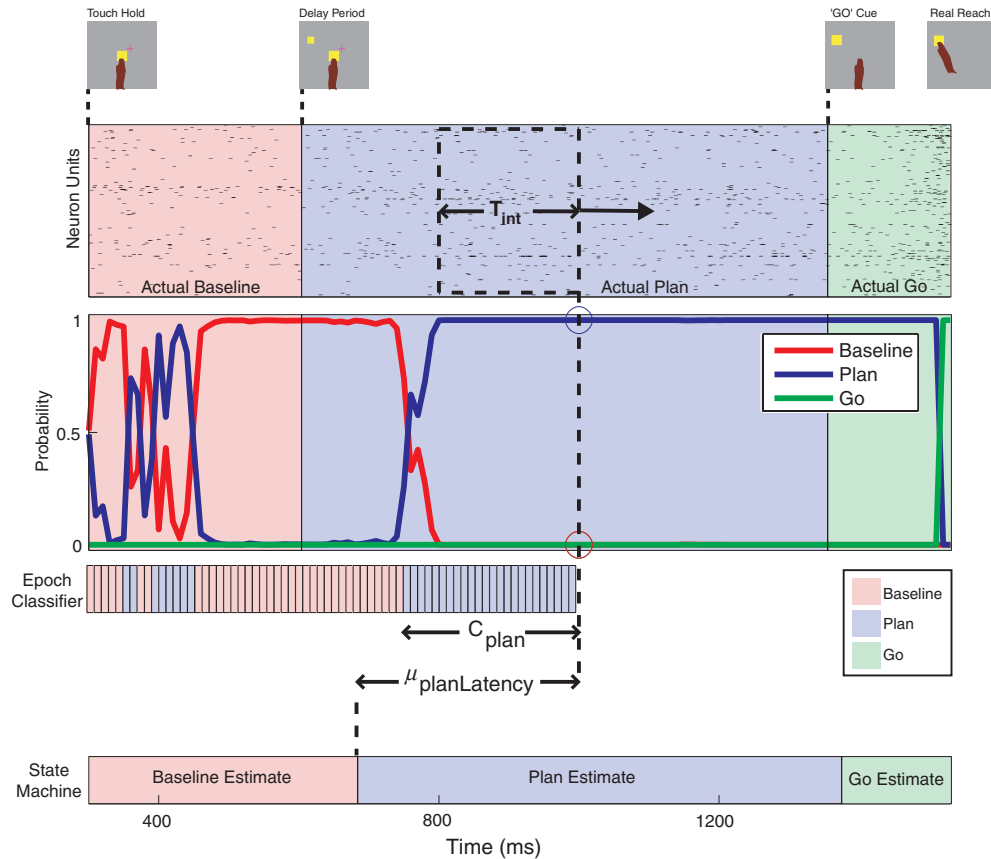 Touch Hold
Delay Period
'GO' Cue
Real Reach
Neuron Units
T_int
Actual Baseline
Actual Plan
Actual Go
Probability
1
0.5
0
Baseline
Plan
Go
Epoch
Classifier
C_plan
μ_planLatency
Baseline
Plan
Go
State
Machine
Baseline Estimate
Plan Estimate
Go Estimate
400
800
1200
Time (ms)